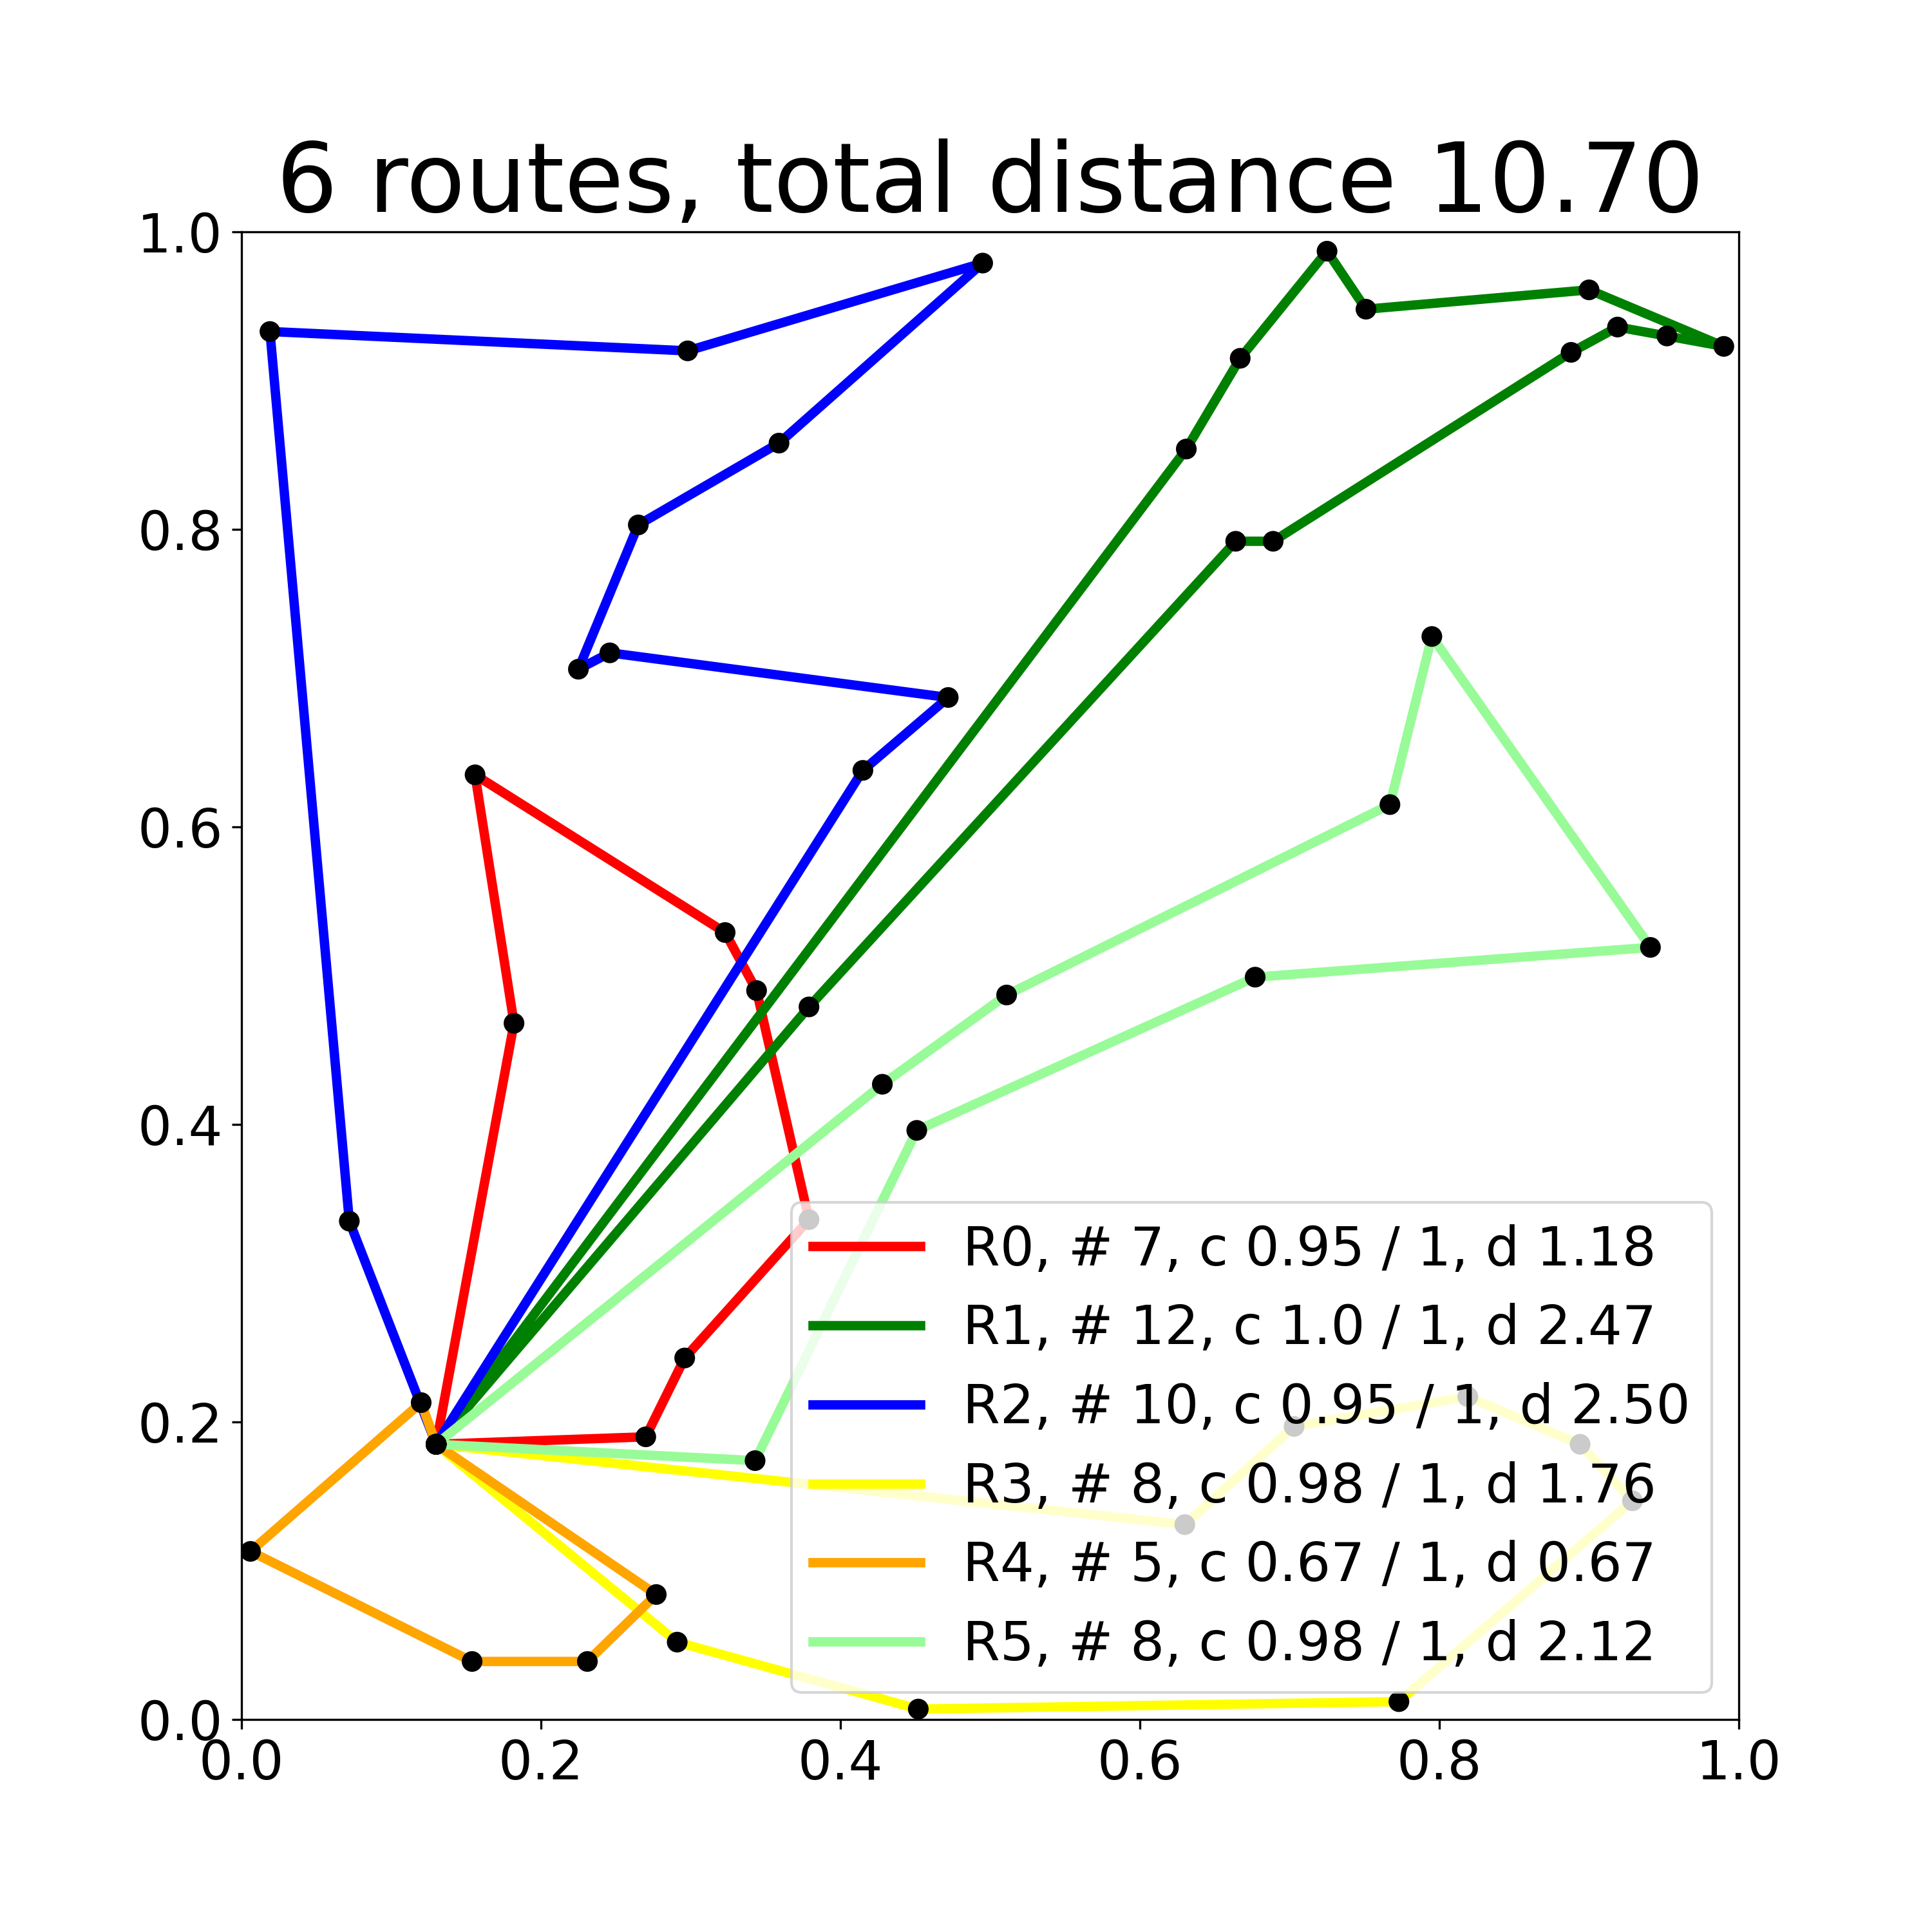 6 routes, total distance 10.70
1.0
0.8
0.6
0.4
0.2
0.0
R0, # 7, c 0.95 / 1, d 1.18
R1, # 12, c 1.0 / 1, d 2.47
R2, # 10, c 0.95 / 1, d 2.50
R3, # 8, c 0.98 / 1, d 1.76
R4, # 5, c 0.67 / 1, d 0.67
R5, # 8, c 0.98 / 1, d 2.12
0.0 0.2 0.4 0.6 0.8 1.0